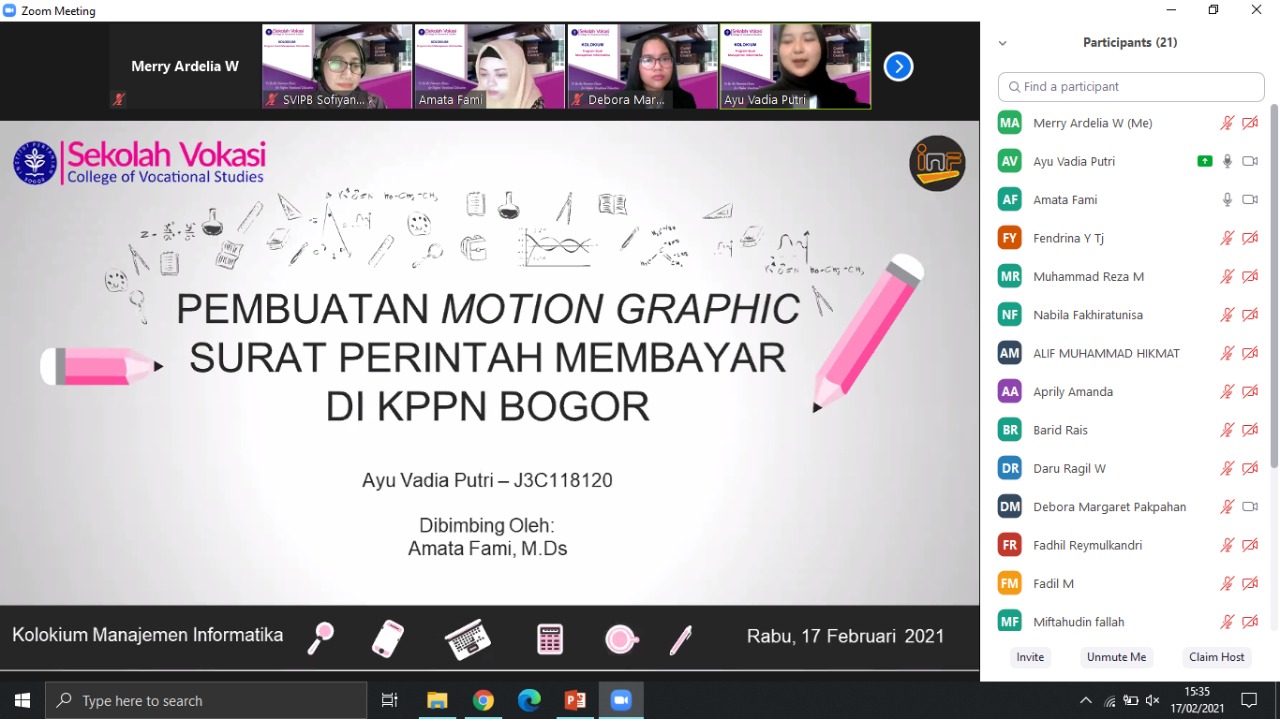 Zoom Meeting
Merry Ardelia W
SVIPB Sofiyan...
Amata Fami
Debora Mar...
Ayu Vadia Putri
Sekolah Vokasi
College of Vocational Studies
inf
PEMBUATAN MOTION GRAPHIC
SURAT PERINTAH MEMBAYAR
DI KPPN BOGOR
Ayu Vadia Putri – J3C118120
Dibimbing Oleh:
Amata Fami, M.Ds
Kolokium Manajemen Informatika
Rabu, 17 Februari 2021
Participants (21)
Find a participant
MA Merry Ardelia W (Me)
AV Ayu Vadia Putri
AF Amata Fami
FY Fendrina Y Tj
MR Muhammad Reza M
NF Nabila Fakhiratunisa
AM ALIF MUHAMMAD HIKMAT
AA Aprily Amanda
BR Barid Rais
DR Daru Ragil W
DM Debora Margaret Pakpahan
FR Fadhil Reymulkandri
FM Fadil M
MF Miftahudin fallah
Invite
Unmute Me
Claim Host
Type here to search
15:35
17/02/2021